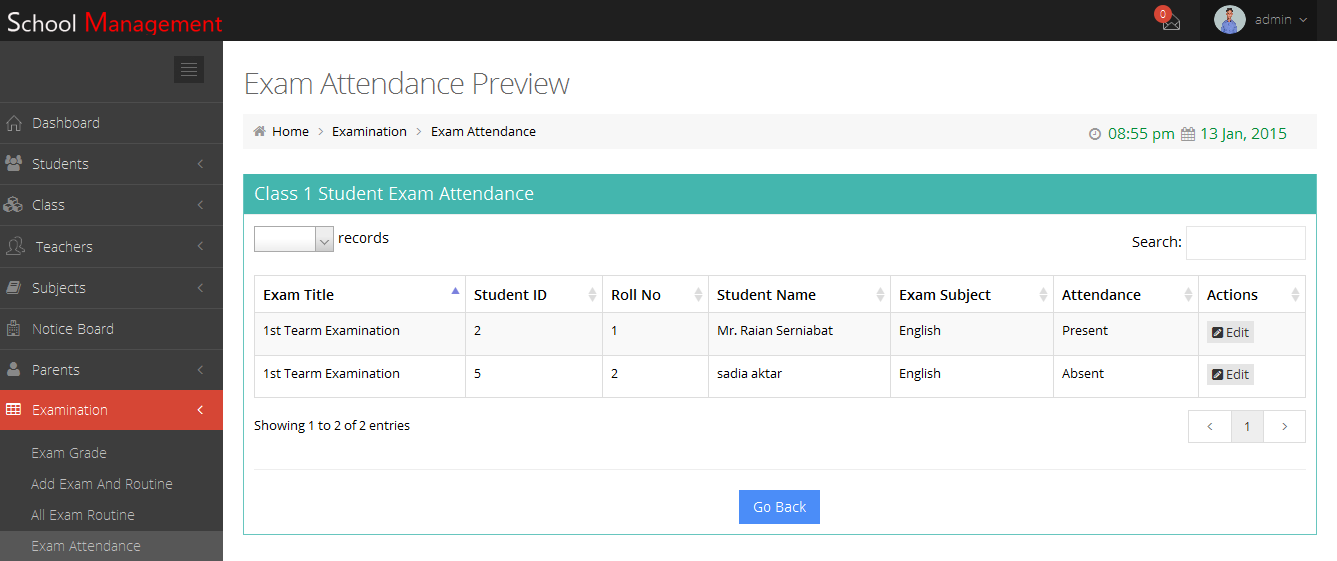 School Management
0
admin
Exam Attendance Preview
Home Examination Exam Attendance
08:55 pm 13 Jan, 2015
Dashboard
Students
Class
Teachers
Subjects
Notice Board
Parents
Examination
Exam Grade
Add Exam And Routine
All Exam Routine
Exam Attendance
Class 1 Student Exam Attendance
records
Search:
Exam Title Student ID Roll No Student Name Exam Subject Attendance Actions
1st Tearm Examination 2 1 Mr. Raian Serniabat English Present Edit
1st Tearm Examination 5 2 sadia aktar English Absent Edit
Showing 1 to 2 of 2 entries
1
Go Back